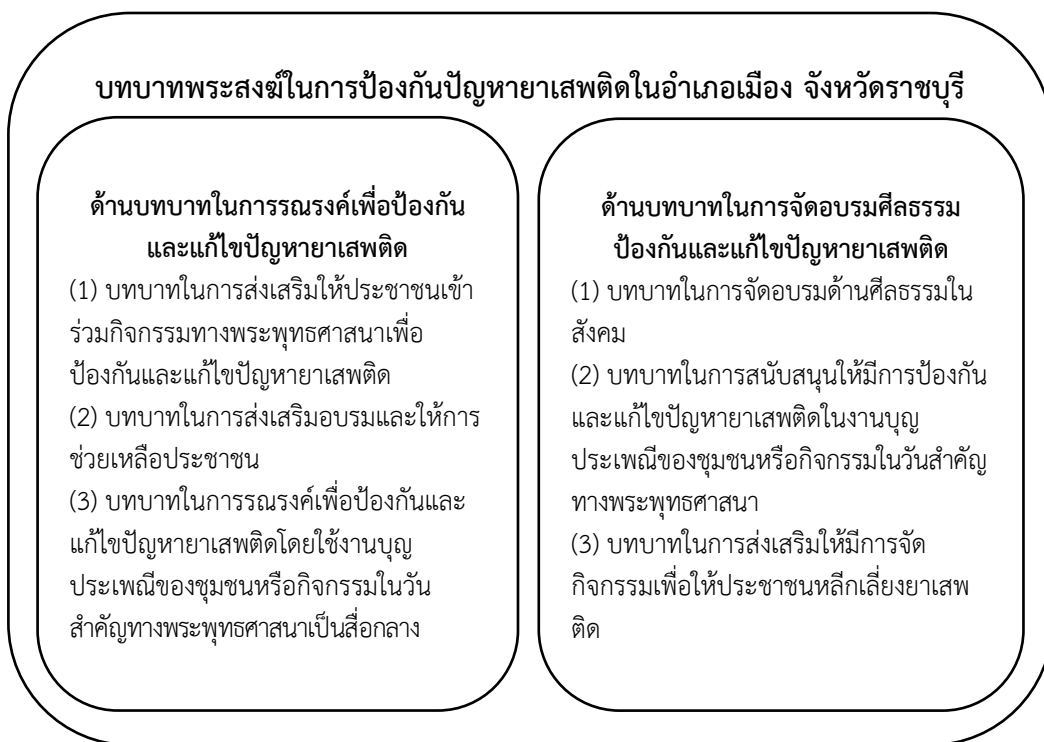 บทบาทพระสงฆ์ในการป้องกันปัญหายาเสพติดในอำเภอเมือง จังหวัดราชบุรี
ด้านบทบาทในการรณรงค์เพื่อป้องกัน
และแก้ไขปัญหายาเสพติด
(1) บทบาทในการส่งเสริมให้ประชาชนเข้า
ร่วมกิจกรรมทางพระพุทธศาสนาเพื่อ
ป้องกันและแก้ไขปัญหายาเสพติด
(2) บทบาทในการส่งเสริมอบรมและให้การ
ช่วยเหลือประชาชน
(3) บทบาทในการรณรงค์เพื่อป้องกันและ
แก้ไขปัญหายาเสพติดโดยใช้งานบุญ
ประเพณีของชุมชนหรือกิจกรรมในวัน
สำคัญทางพระพุทธศาสนาเป็นสื่อกลาง
ด้านบทบาทในการจัดอบรมศีลธรรม
ป้องกันและแก้ไขปัญหายาเสพติด
(1) บทบาทในการจัดอบรมด้านศีลธรรมใน
สังคม
(2) บทบาทในการสนับสนุนให้มีการป้องกัน
และแก้ไขปัญหายาเสพติดในงานบุญ
ประเพณีของชุมชนหรือกิจกรรมในวันสำคัญ
ทางพระพุทธศาสนา
(3) บทบาทในการส่งเสริมให้มีการจัด
กิจกรรมเพื่อให้ประชาชนหลีกเลี่ยงยาเสพ
ติด